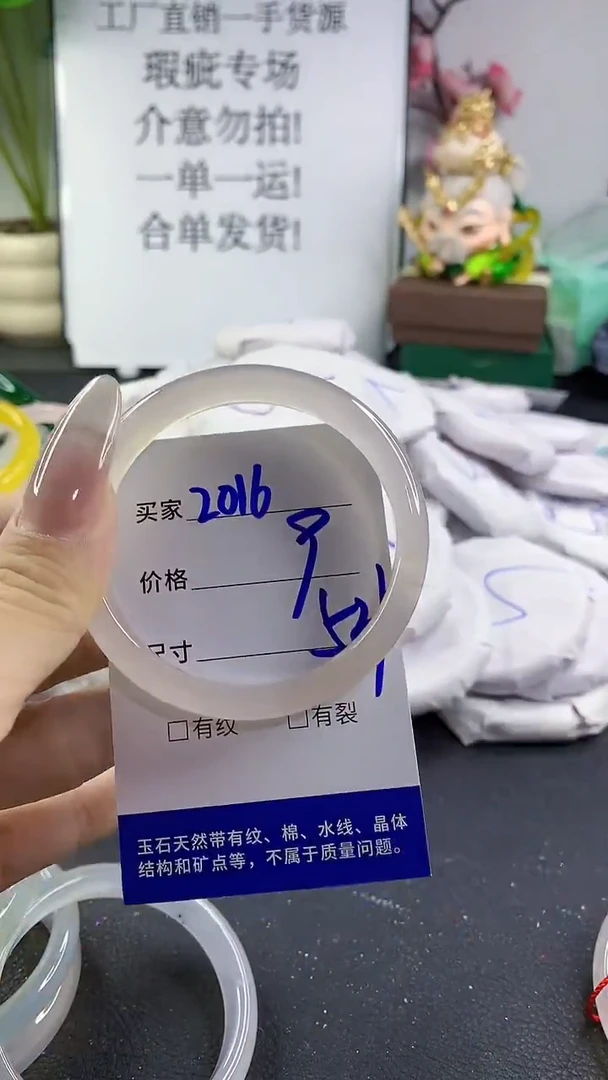 工厂直销一手货源
瑕疵专场
介意勿拍!
一单一运!
合单发货!
买家 2016
价格
尺寸
□有纹 □有裂
玉石天然带有纹、棉、水线、晶体
结构和矿点等，不属于质量问题。